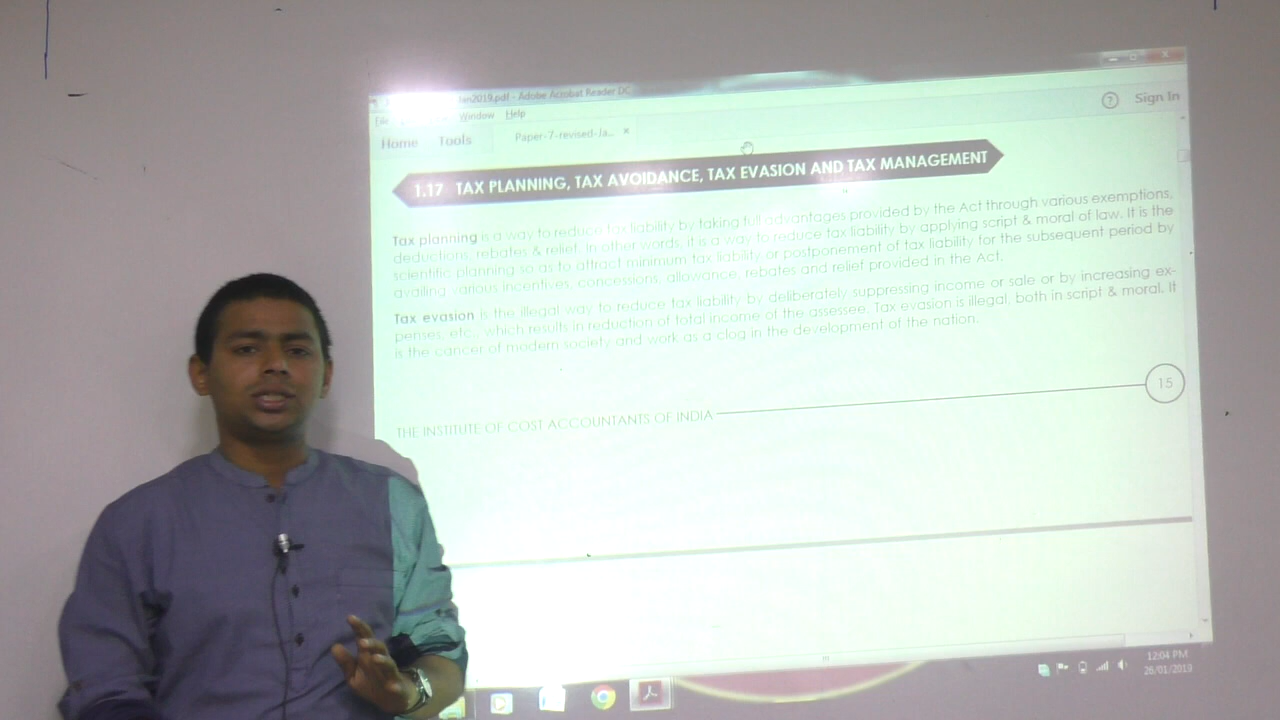 Jan2019.pdf - Adobe Acrobat Reader DC
File Window Help
Sign In
Home Tools Paper-7-revised-Ja... ×
1.17 TAX PLANNING, TAX AVOIDANCE, TAX EVASION AND TAX MANAGEMENT
Tax planning is a way to reduce tax liability by taking full advantages provided by the Act through various exemptions,
deductions, rebates & relief. In other words, it is a way to reduce tax liability by applying script & moral of law. It is the
scientific planning so as to attract minimum tax liability or postponement of tax liability for the subsequent period by
availing various incentives, concessions, allowance, rebates and relief provided in the Act.
Tax evasion is the illegal way to reduce tax liability by deliberately suppressing income or sale or by increasing ex-
penses, etc., which results in reduction of total income of the assessee. Tax evasion is illegal, both in script & moral. It
is the cancer of modern society and work as a clog in the development of the nation.
THE INSTITUTE OF COST ACCOUNTANTS OF INDIA
15
12:04 PM
26/01/2019